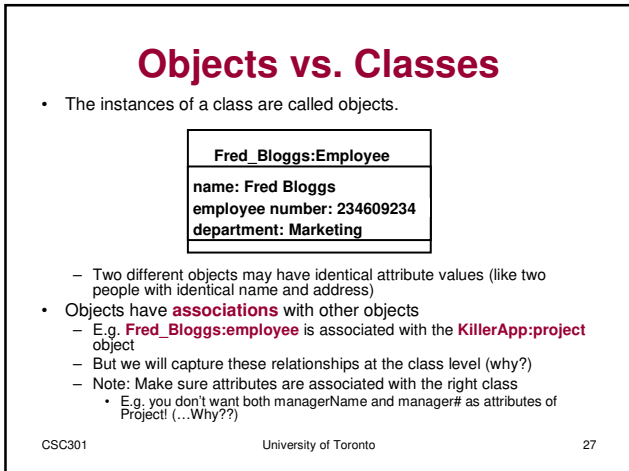 Objects vs. Classes
• The instances of a class are called objects.
Fred_Bloggs:Employee
name: Fred Bloggs
employee number: 234609234
department: Marketing
– Two different objects may have identical attribute values (like two
people with identical name and address)
• Objects have associations with other objects
– E.g. Fred_Bloggs:employee is associated with the KillerApp:project
object
– But we will capture these relationships at the class level (why?)
– Note: Make sure attributes are associated with the right class
• E.g. you don't want both managerName and manager# as attributes of
Project! (…Why??)
CSC301 University of Toronto 27